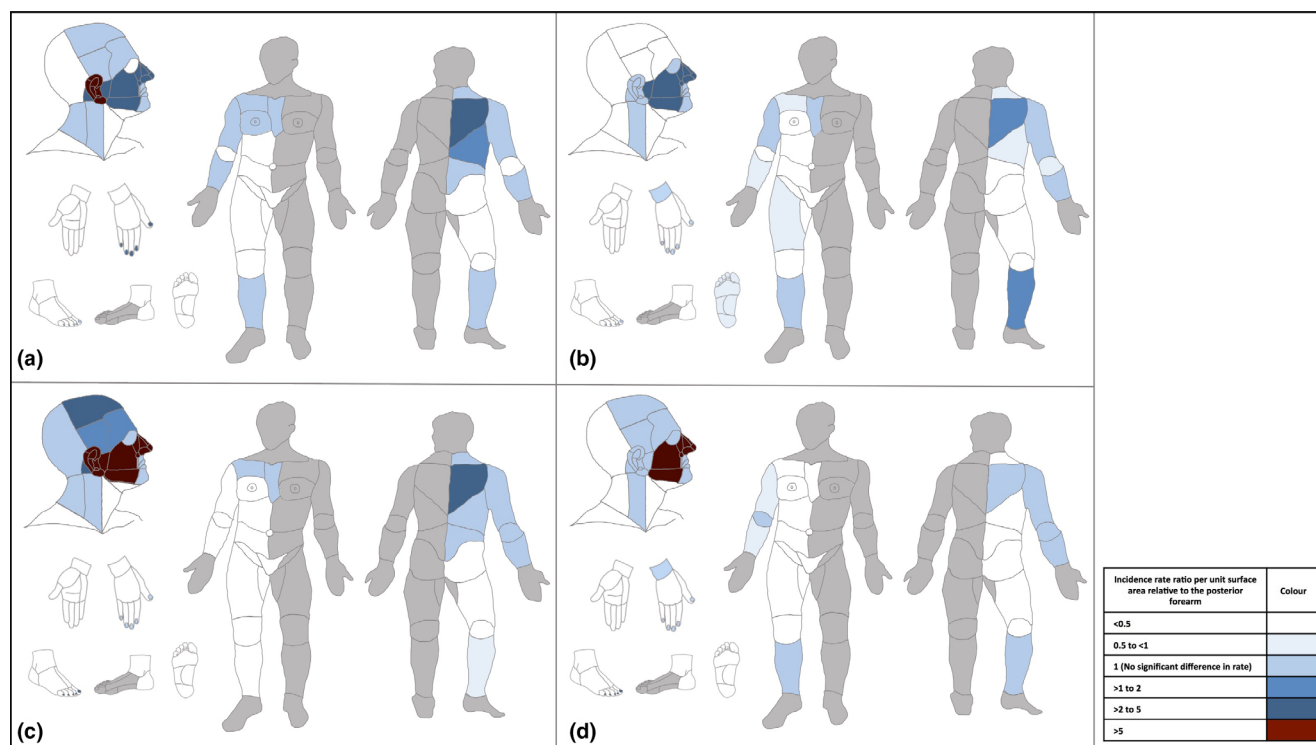 (a)
(b)
(c)
(d)
Incidence rate ratio per unit surface
area relative to the posterior
forearm
Colour
<0.5
0.5 to <1
1 (No significant difference in rate)
>1 to 2
>2 to 5
>5